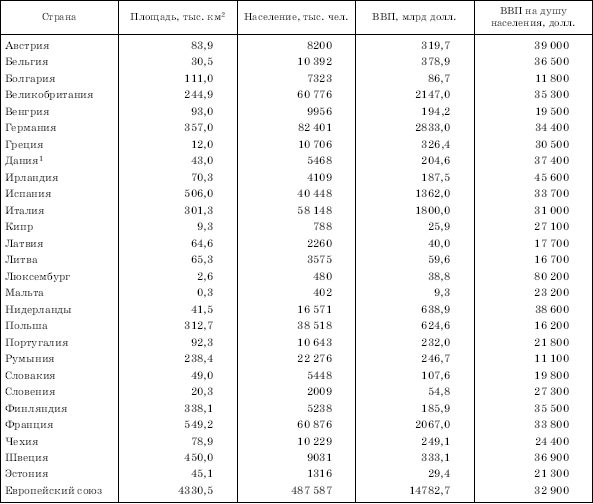 Страна Площадь, тыс. км² Население, тыс. чел. ВВП, млрд долл. ВВП на душу населения, долл.
Австрия 83,9 8200 319,7 39 000
Бельгия 30,5 10 392 378,9 36 500
Болгария 111,0 7323 86,7 11 800
Великобритания 244,9 60 776 2147,0 35 300
Венгрия 93,0 9956 194,2 19 500
Германия 357,0 82 401 2833,0 34 400
Греция 12,0 10 706 326,4 30 500
Дания¹ 43,0 5468 204,6 37 400
Ирландия 70,3 4109 187,5 45 600
Испания 506,0 40 448 1362,0 33 700
Италия 301,3 58 148 1800,0 31 000
Кипр 9,3 788 25,9 27 100
Латвия 64,6 2260 40,0 17 700
Литва 65,3 3575 59,6 16 700
Люксембург 2,6 480 38,8 80 200
Мальта 0,3 402 9,3 23 200
Нидерланды 41,5 16 571 638,9 38 600
Польша 312,7 38 518 624,6 16 200
Португалия 92,3 10 643 232,0 21 800
Румыния 238,4 22 276 246,7 11 100
Словакия 49,0 5448 107,6 19 800
Словения 20,3 2009 54,8 27 300
Финляндия 338,1 5238 185,9 35 500
Франция 549,2 60 876 2067,0 33 800
Чехия 78,9 10 229 249,1 24 400
Швеция 450,0 9031 333,1 36 900
Эстония 45,1 1316 29,4 21 300
Европейский союз 4330,5 487 587 14782,7 32 900